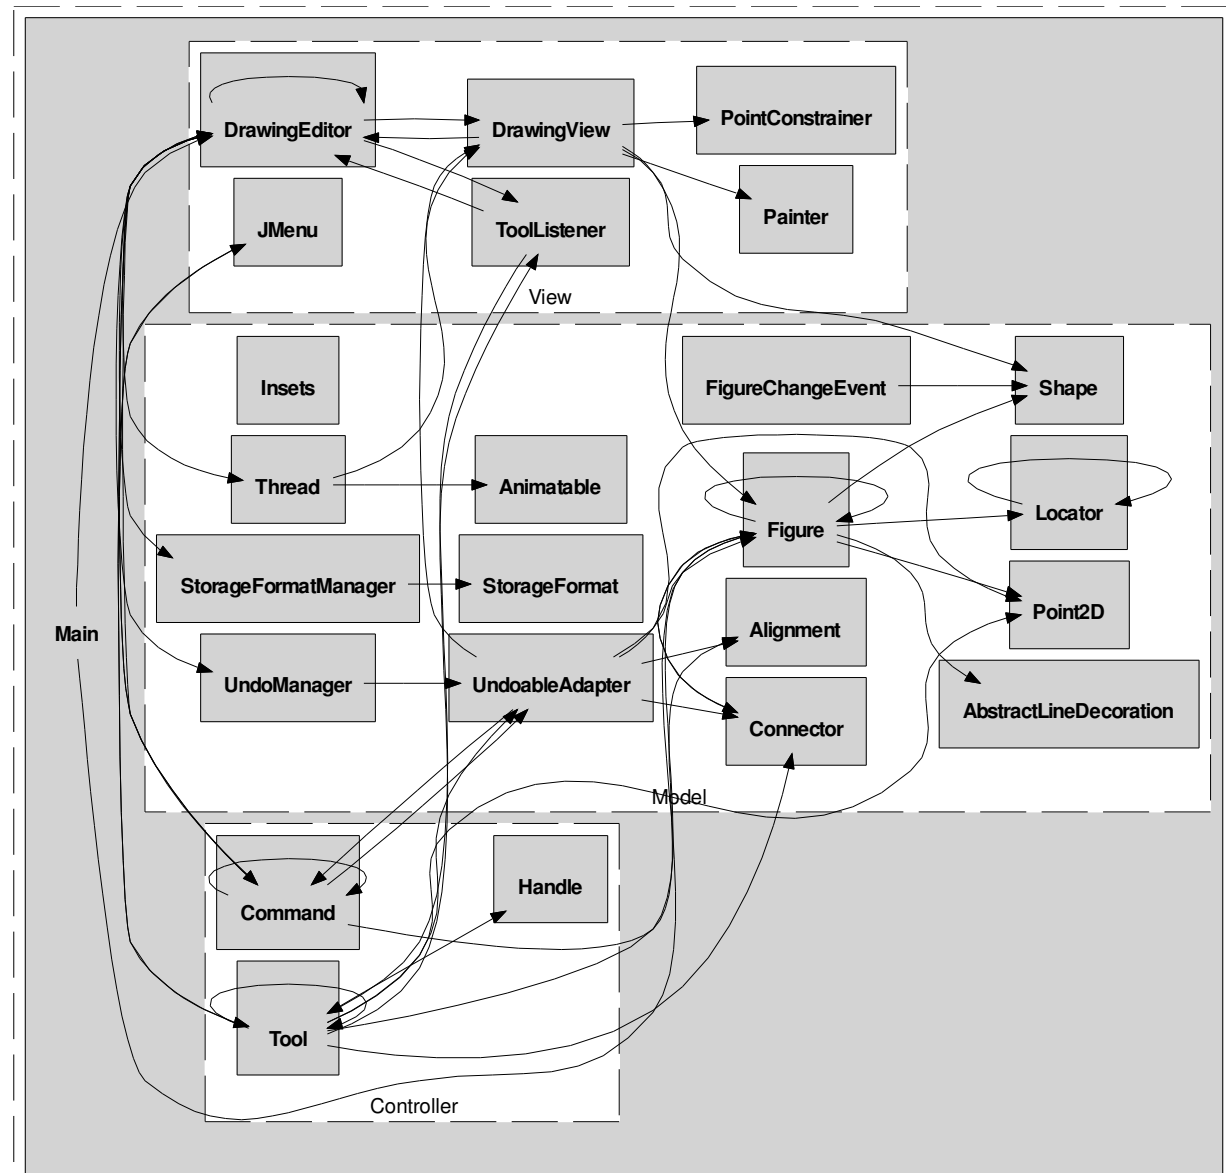 DrawingEditor
DrawingView
PointConstrainer
JMenu
ToolListener
Painter
View
Insets
FigureChangeEvent
Shape
Thread
Animatable
Figure
Locator
StorageFormatManager
StorageFormat
Alignment
Point2D
Main
UndoManager
UndoableAdapter
Connector
AbstractLineDecoration
Model
Command
Handle
Tool
Controller